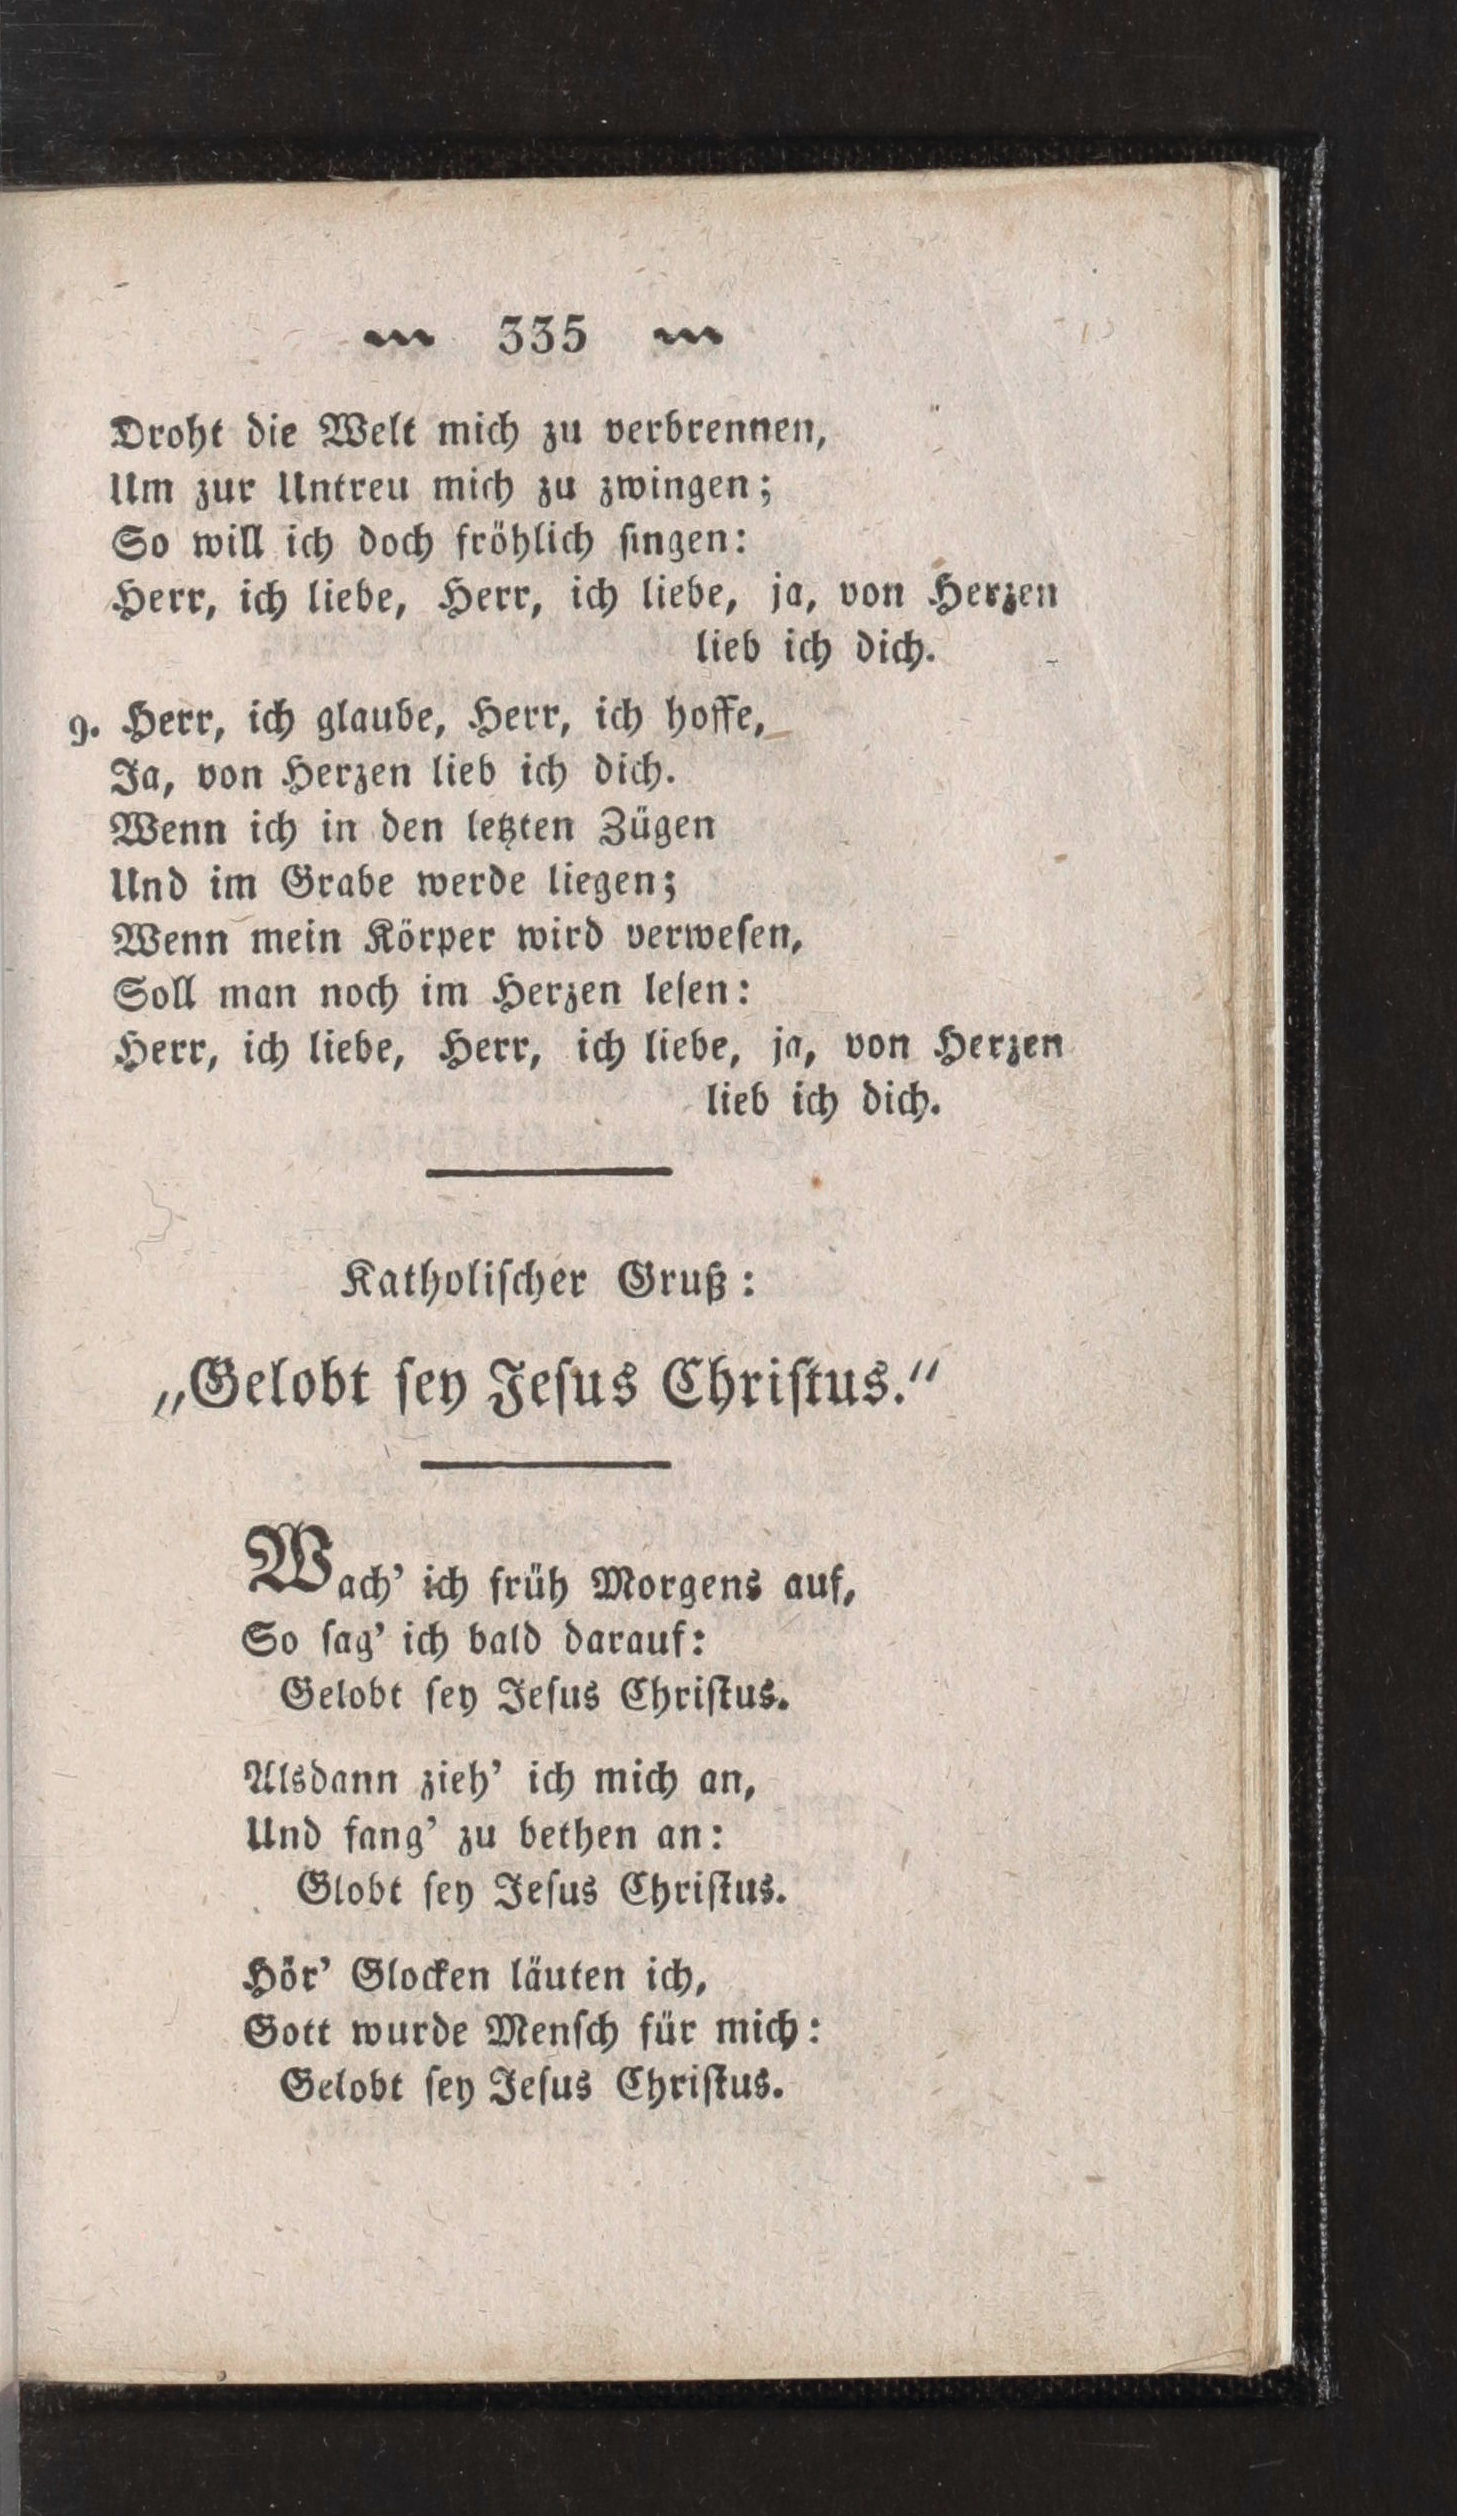 335
Droht die Welt mich zu verbrennen,
Um zur Untreu mich zu zwingen;
So will ich doch fröhlich ſingen:
Herr, ich liebe, Herr, ich liebe, ja, von Herzen
lieb ich dich.
9. Herr, ich glaube, Herr, ich hoffe,
Ja, von Herzen lieb ich dich.
Wenn ich in den letzten Zügen
Und im Grabe werde liegen;
Wenn mein Körper wird verweſen,
Soll man noch im Herzen leſen:
Herr, ich liebe, Herr, ich liebe, ja, von Herzen
lieb ich dich.
Katholiſcher Gruß:
„Gelobt ſey Jeſus Chriſtus.“
Wach’ ich früh Morgens auf,
So ſag’ ich bald darauf:
Gelobt ſey Jeſus Chriſtus.
Alsdann zieh’ ich mich an,
Und fang’ zu bethen an:
Globt ſey Jeſus Chriſtus.
Hör’ Glocken läuten ich,
Gott wurde Menſch für mich:
Gelobt ſey Jeſus Chriſtus.